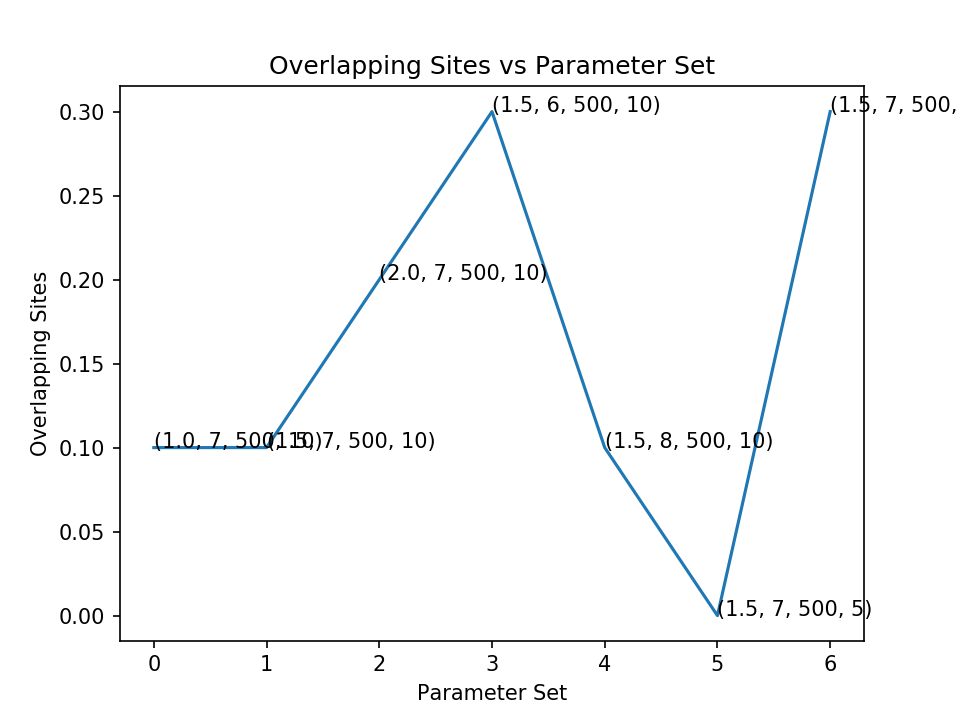 Overlapping Sites vs Parameter Set
0.30
0.25
0.20
0.15
0.10
0.05
0.00
Overlapping Sites
(1.5, 6, 500, 10)
(1.5, 7, 500,
(2.0, 7, 500, 10)
(1.0, 7, 500, 10)
(1.5, 7, 500, 10)
(1.5, 8, 500, 10)
(1.5, 7, 500, 5)
0 1 2 3 4 5 6
Parameter Set